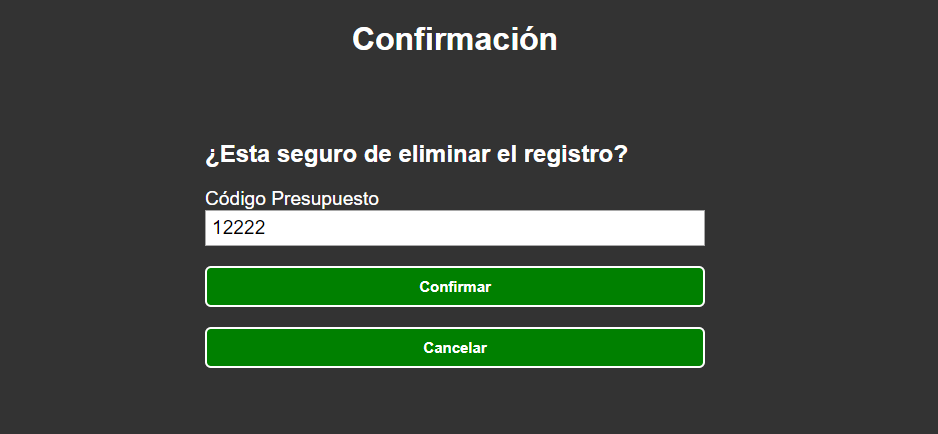 Confirmación
¿Esta seguro de eliminar el registro?
Código Presupuesto
12222
Confirmar
Cancelar